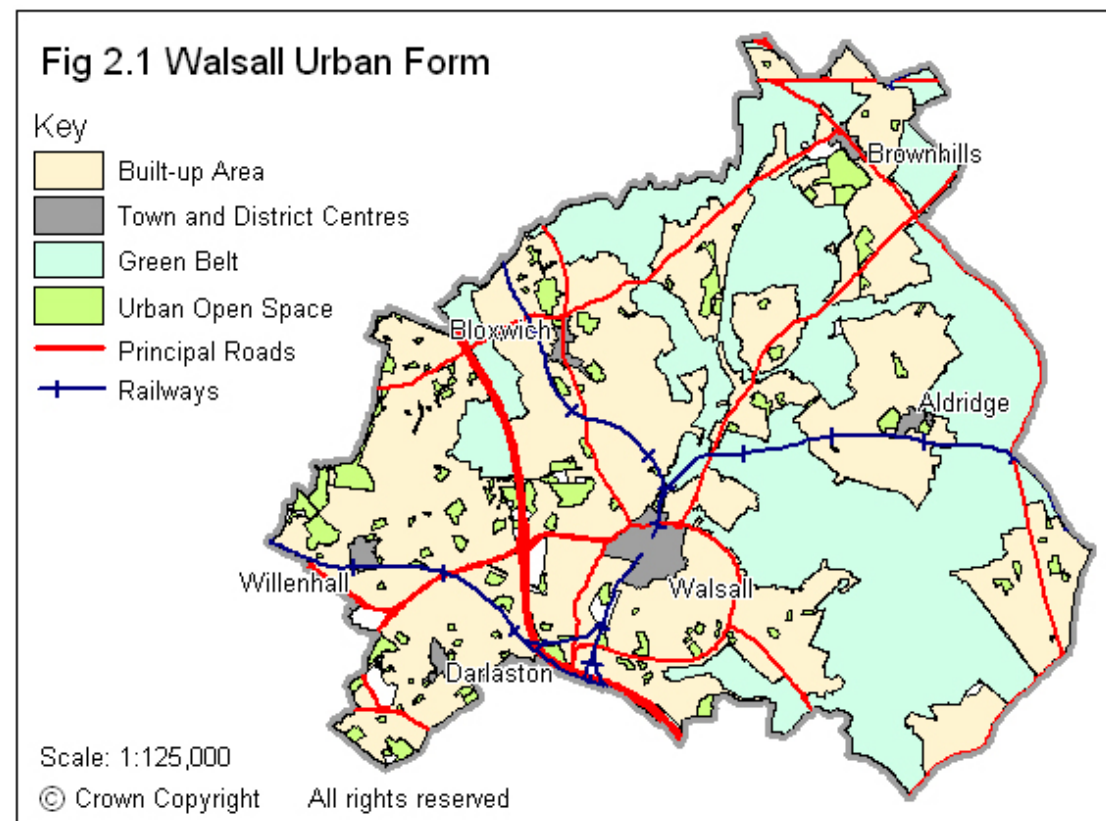 Fig 2.1 Walsall Urban Form
Key
Built-up Area
Town and District Centres
Green Belt
Urban Open Space
Principal Roads
Railways
Brownhills
Bloxwich
Aldridge
Willenhall
Walsall
Darlaston
Scale: 1:125,000
© Crown Copyright All rights reserved